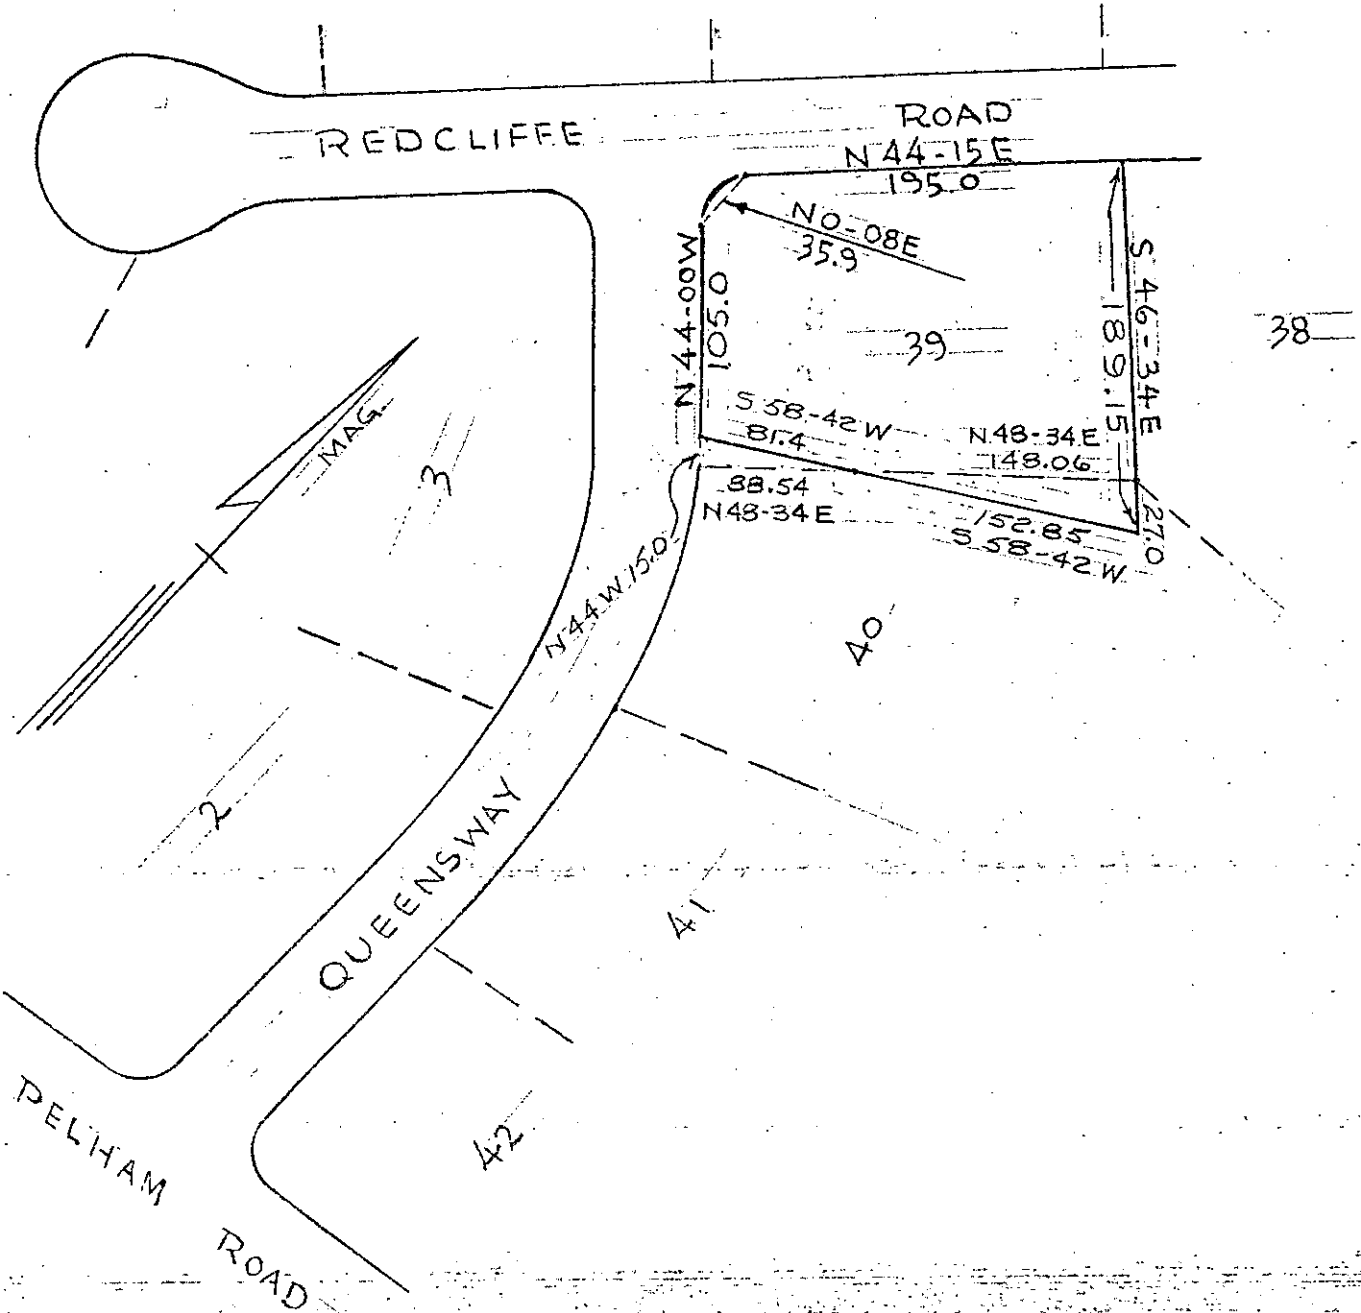 REDCLIFFE ROAD
N 44-15 E
195.0
N 0-08 E
35.9
N 44-00 W
105.0
S 46-34 E
189.15
39
38
S 58-42 W
81.4
N 48-34 E
148.06
88.54
N 48-34 E
152.85
S 58-42 W
27.0
MAG.
3
N 44 W 15.0
40
2
QUEENSWAY
41
42
PELHAM ROAD